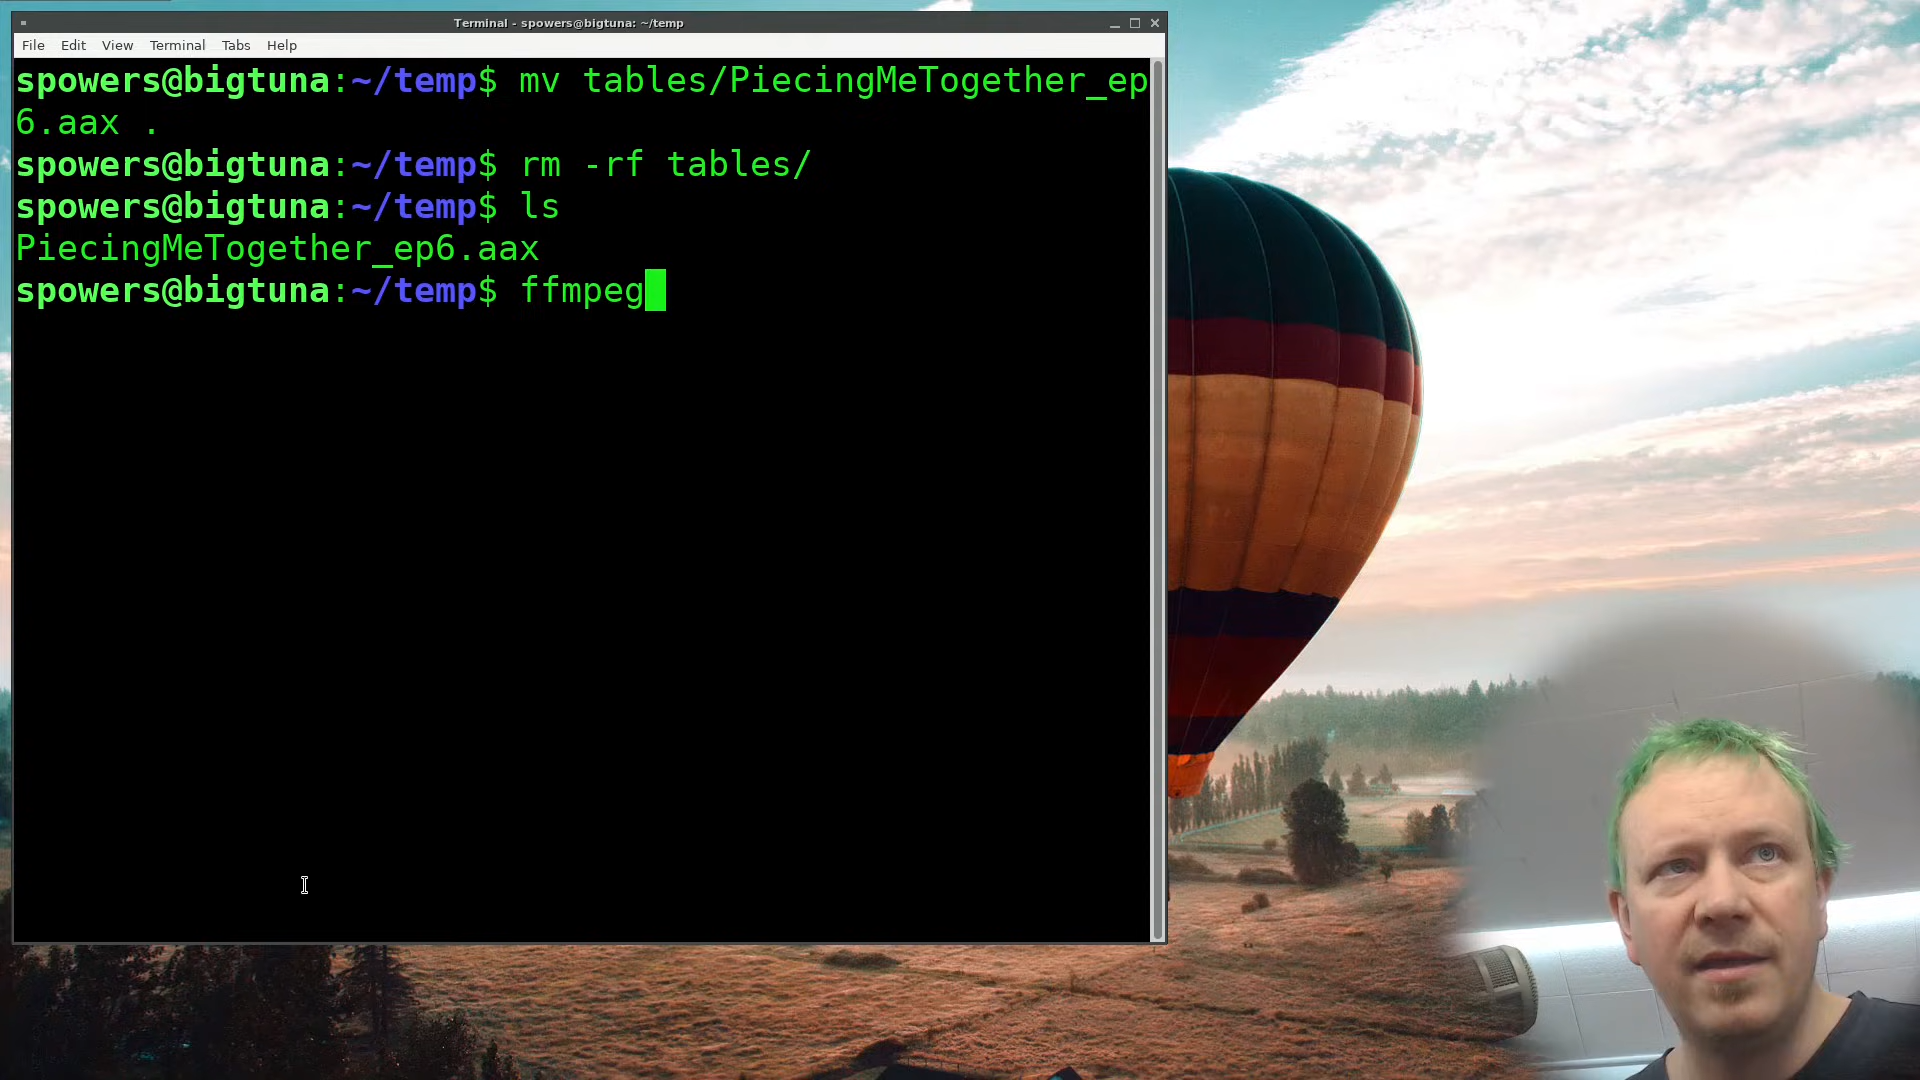 Terminal - spowers@bigtuna: ~/temp
File Edit View Terminal Tabs Help
spowers@bigtuna:~/temp$ mv tables/PiecingMeTogether_ep
6.aax .
spowers@bigtuna:~/temp$ rm -rf tables/
spowers@bigtuna:~/temp$ ls
PiecingMeTogether_ep6.aax
spowers@bigtuna:~/temp$ ffmpeg